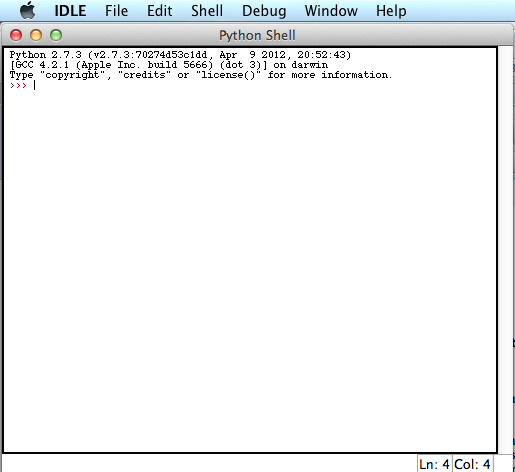 IDLE File Edit Shell Debug Window Help
Python Shell
Python 2.7.3 (v2.7.3:70274d53c1dd, Apr  9 2012, 20:52:43)
[GCC 4.2.1 (Apple Inc. build 5666) (dot 3)] on darwin
Type "copyright", "credits" or "license()" for more information.
>>>
Ln: 4 Col: 4